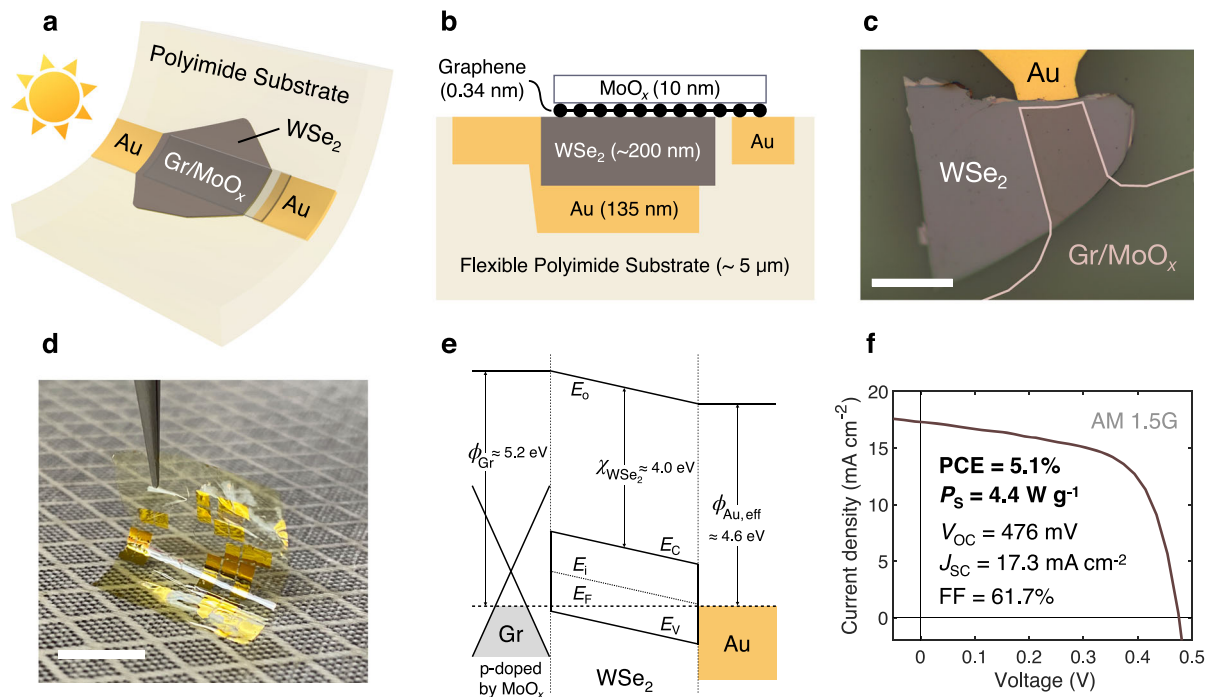 a
Polyimide Substrate
WSe₂
Au
Gr/MoOₓ
Au
b
Graphene
(0.34 nm)
MoOₓ (10 nm)
WSe₂ (~200 nm)
Au
Au (135 nm)
Flexible Polyimide Substrate (~ 5 µm)
c
Au
WSe₂
Gr/MoOₓ
d
e
E₀
ϕGr ≈ 5.2 eV
χWSe₂ ≈ 4.0 eV
ϕAu, eff
≈ 4.6 eV
EC
Ei
EF
EV
Gr
Au
p-doped
by MoOₓ
WSe₂
f
20
15
10
5
0
Current density (mA cm⁻²)
AM 1.5G
PCE = 5.1%
PS = 4.4 W g⁻¹
VOC = 476 mV
JSC = 17.3 mA cm⁻²
FF = 61.7%
0 0.1 0.2 0.3 0.4 0.5
Voltage (V)